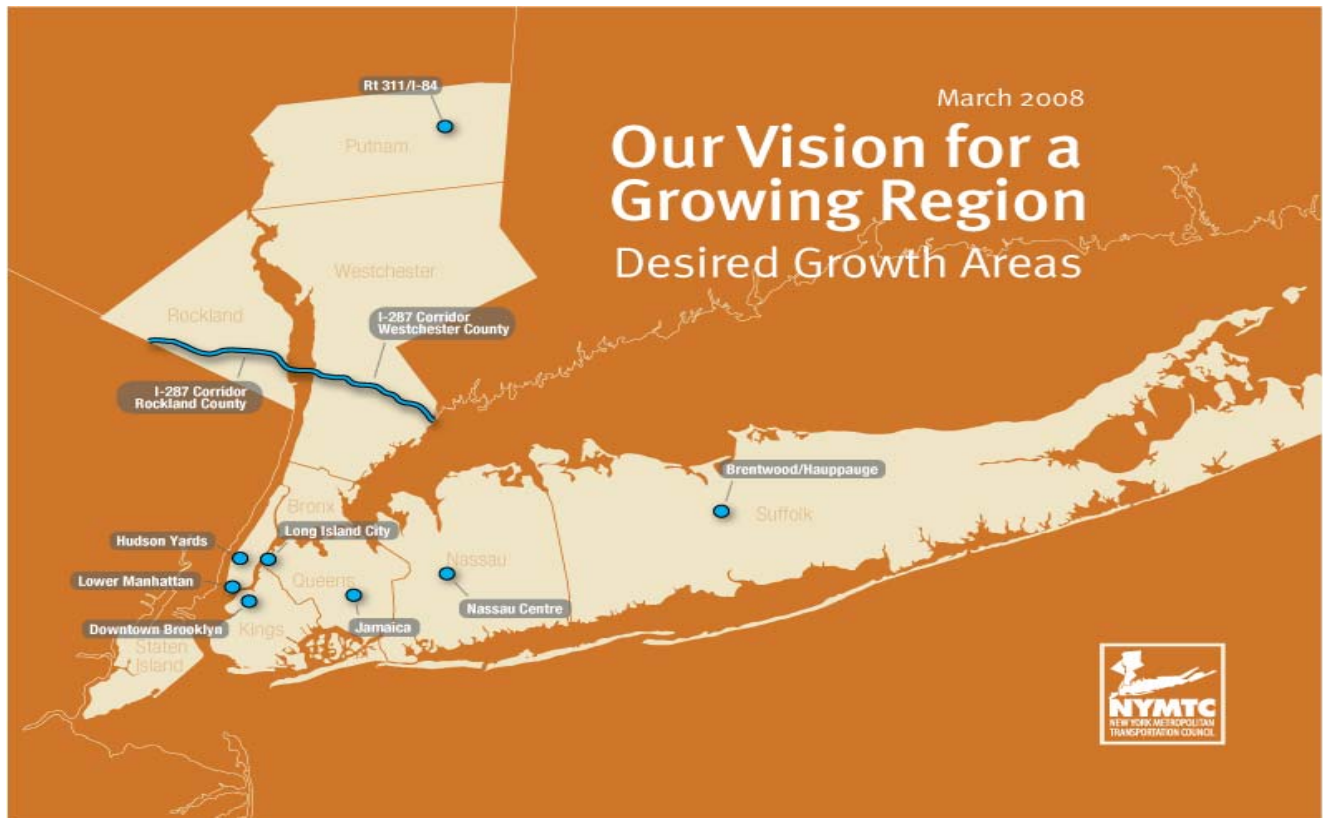 March 2008
Our Vision for a
Growing Region
Desired Growth Areas
Rt 311/I-84
Putnam
Westchester
Rockland
I-287 Corridor
Westchester County
I-287 Corridor
Rockland County
Brentwood/Hauppauge
Suffolk
Bronx
Long Island City
Hudson Yards
Nassau
Lower Manhattan
Queens
Nassau Centre
Downtown Brooklyn
Kings
Jamaica
Staten
Island
NYMTC
NEW YORK METROPOLITAN
TRANSPORTATION COUNCIL